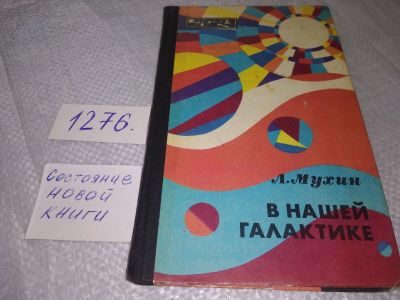 1276.
Состояние
НОВОЙ
КНИГИ
Л.Мухин
В НАШЕЙ
ГАЛАКТИКЕ